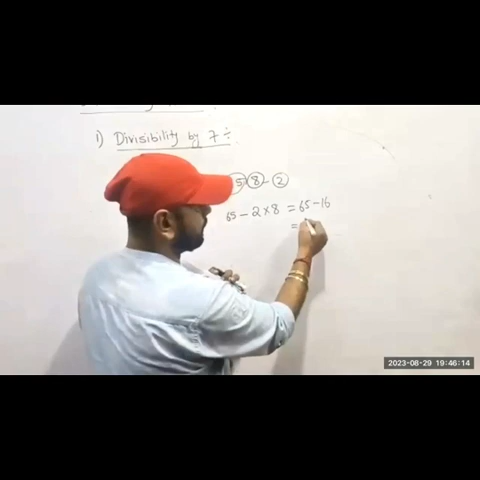 1) Divisibility by 7 ÷
5 8 - 2
65 - 2 x 8 = 65 - 16
=
2023-08-29 19:46:14